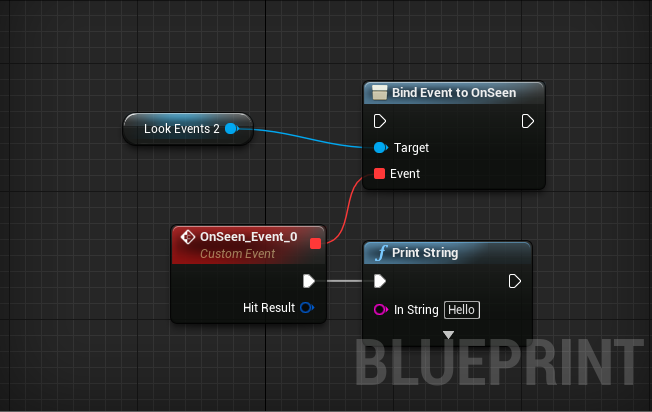 Bind Event to OnSeen
Look Events 2
Target
Event
OnSeen_Event_0
Custom Event
Hit Result
Print String
In String Hello
BLUEPRINT